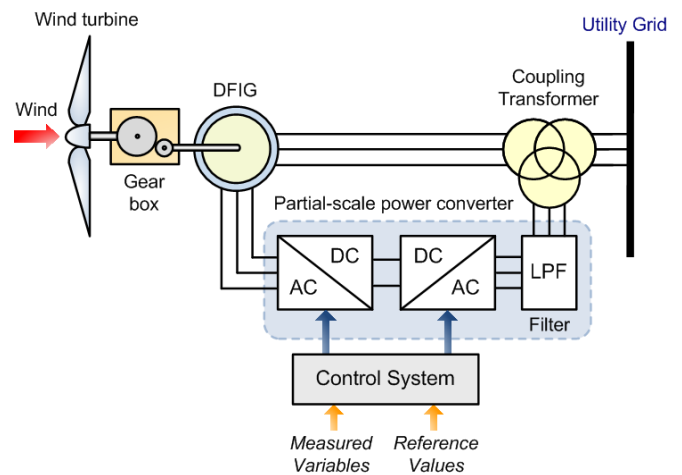 Wind turbine
Utility Grid
DFIG
Coupling
Transformer
Wind
Gear
box
Partial-scale power converter
DC
AC
DC
AC
LPF
Filter
Control System
Measured
Variables
Reference
Values